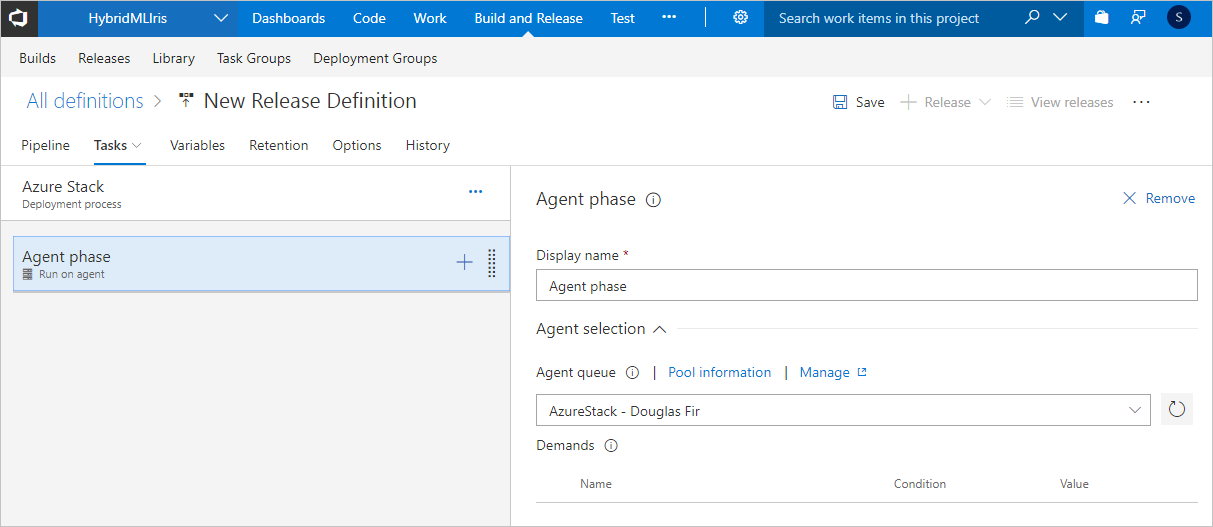 HybridMLIris Dashboards Code Work Build and Release Test ··· Search work items in this project S
Builds Releases Library Task Groups Deployment Groups
All definitions > New Release Definition Save + Release View releases ···
Pipeline Tasks Variables Retention Options History
Azure Stack ···
Deployment process
Agent phase
Run on agent
Agent phase Remove
Display name *
Agent phase
Agent selection
Agent queue | Pool information | Manage
AzureStack - Douglas Fir
Demands
Name Condition Value